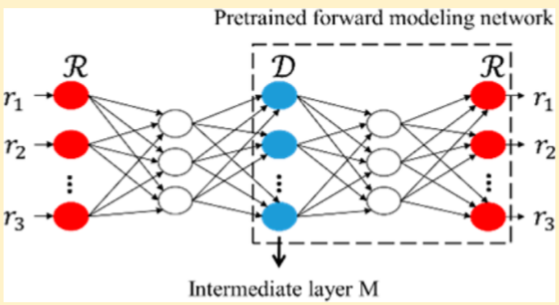 Pretrained forward modeling network
ℛ 𝒟 ℛ
r₁ r₁
r₂ r₂
r₃ r₃
Intermediate layer M